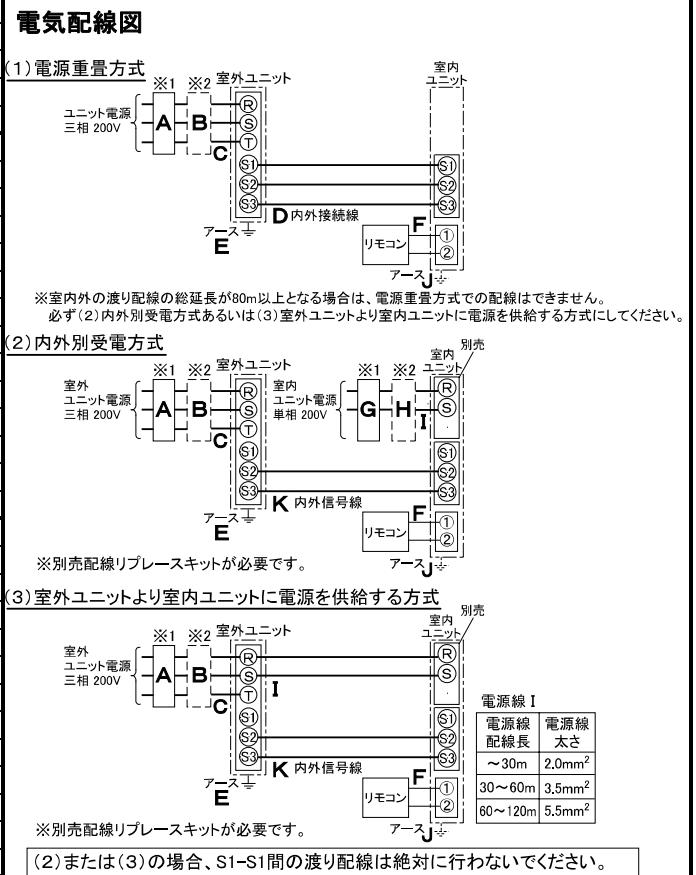 電気配線図
(1)電源重畳方式
※1 ※2 室外ユニット
室内
ユニット
ユニット電源
三相 200V
A B C
R
S
T
S1 S1
S2 S2
S3 S3
D 内外接続線
アース
E
リモコン
F
①
②
アース J
※室内外の渡り配線の総延長が80m以上となる場合は、電源重畳方式での配線はできません。
必ず(2)内外別受電方式あるいは(3)室外ユニットより室内ユニットに電源を供給する方式にしてください。
(2)内外別受電方式
※1 ※2 室外ユニット
※1 ※2
室内
ユニット
別売
室外
ユニット電源
三相 200V
A B C
室内
ユニット電源
単相 200V
G H I
R R
S S
T
S1 S1
S2 S2
S3 S3
K 内外信号線
アース
E
リモコン
F
①
②
アース J
※別売配線リプレースキットが必要です。
(3)室外ユニットより室内ユニットに電源を供給する方式
※1 ※2 室外ユニット
室内
ユニット
別売
室外
ユニット電源
三相 200V
A B C
R R
S S
T
I
S1 S1
S2 S2
S3 S3
K 内外信号線
アース
E
リモコン
F
①
②
アース J
電源線 I
電源線 電源線
配線長 太さ
～30m 2.0mm²
30～60m 3.5mm²
60～120m 5.5mm²
※別売配線リプレースキットが必要です。
(2)または(3)の場合、S1-S1間の渡り配線は絶対に行わないでください。